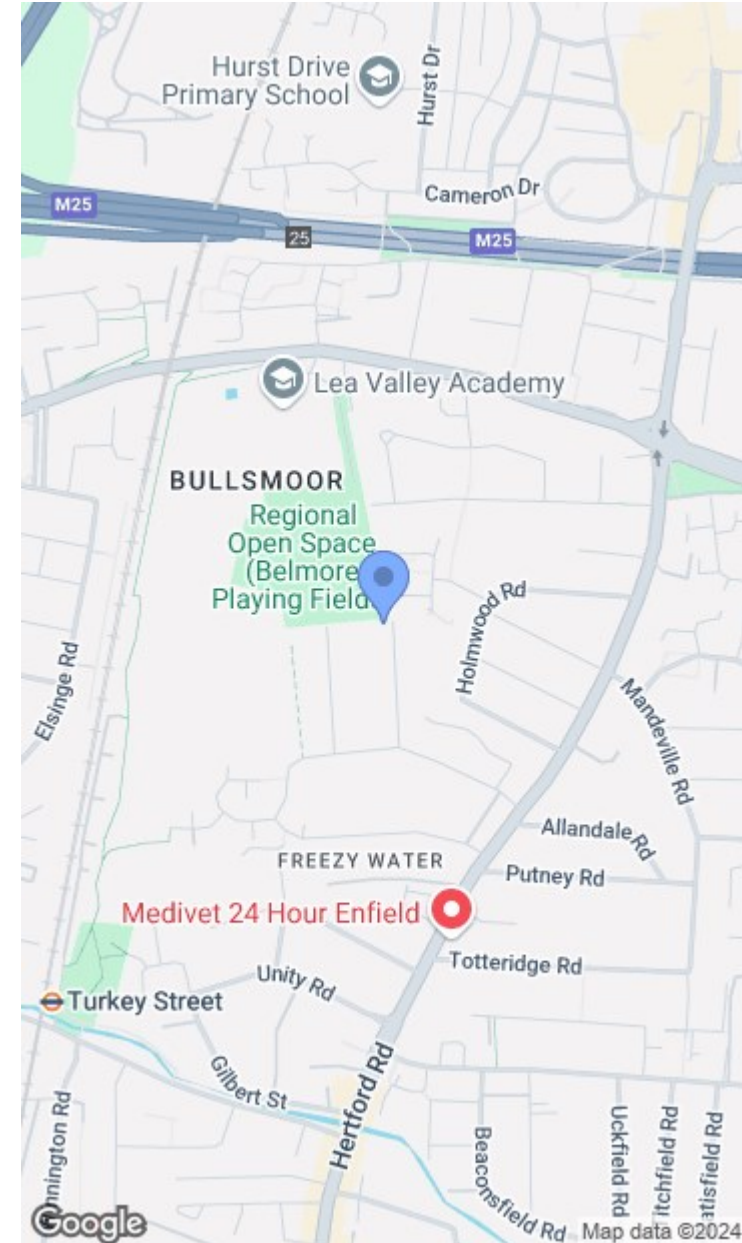 Hurst Drive
Primary School
Hurst Dr
Cameron Dr
M25
25
M25
Lea Valley Academy
BULLSMOOR
Regional
Open Space
(Belmore
Playing Field
Holmwood Rd
Elsinge Rd
Mandeville Rd
Allandale Rd
FREEZY WATER
Putney Rd
Medivet 24 Hour Enfield
Totteridge Rd
Unity Rd
Turkey Street
Gilbert St
Hertford Rd
nnington Rd
Beaconsfield Rd
Uckfield Rd
itchfield Rd
atisfield Rd
Google
Map data ©2024